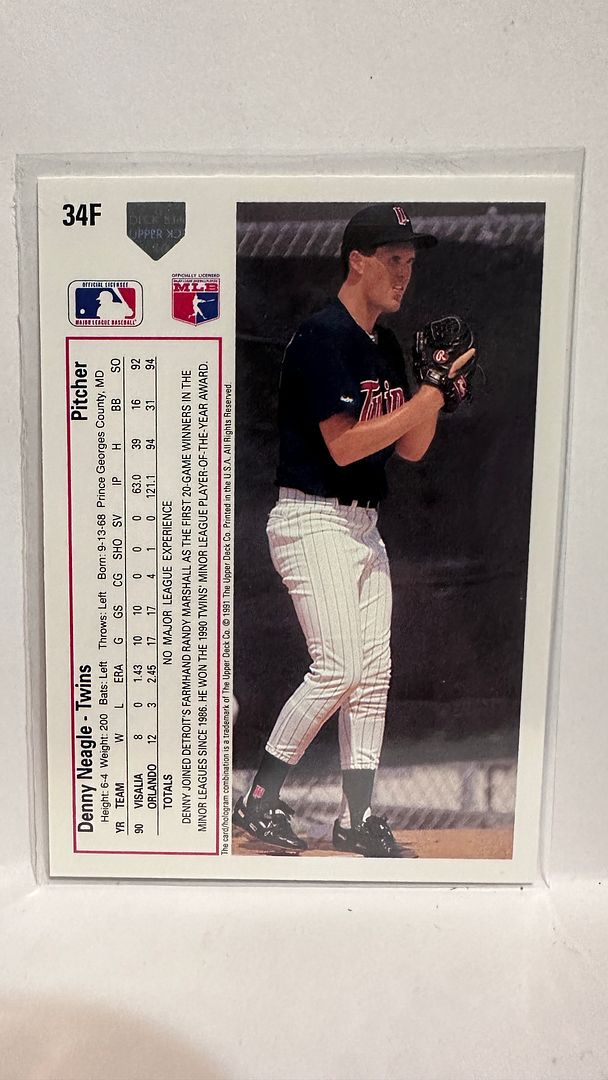 34F
UPPER DECK
OFFICIAL LICENSEE
MAJOR LEAGUE BASEBALL
OFFICIALLY LICENSED
MLB
Denny Neagle - Twins Pitcher
Height: 6-4 Weight: 200 Bats: Left Throws: Left Born: 9-13-68 Prince Georges County, MD
YR TEAM W L ERA G GS CG SHO SV IP H BB SO
90 VISALIA 8 0 1.43 10 10 0 0 0 63.0 39 16 92
ORLANDO 12 3 2.45 17 17 4 1 0 121.1 94 31 94
TOTALS NO MAJOR LEAGUE EXPERIENCE
DENNY JOINED DETROIT'S FARMHAND RANDY MARSHALL AS THE FIRST 20-GAME WINNERS IN THE
MINOR LEAGUES SINCE 1986. HE WON THE 1990 TWINS' MINOR LEAGUE PLAYER-OF-THE-YEAR AWARD.
The card/hologram combination is a trademark of The Upper Deck Co. © 1991 The Upper Deck Co. Printed in the U.S.A. All Rights Reserved.
Twin
R